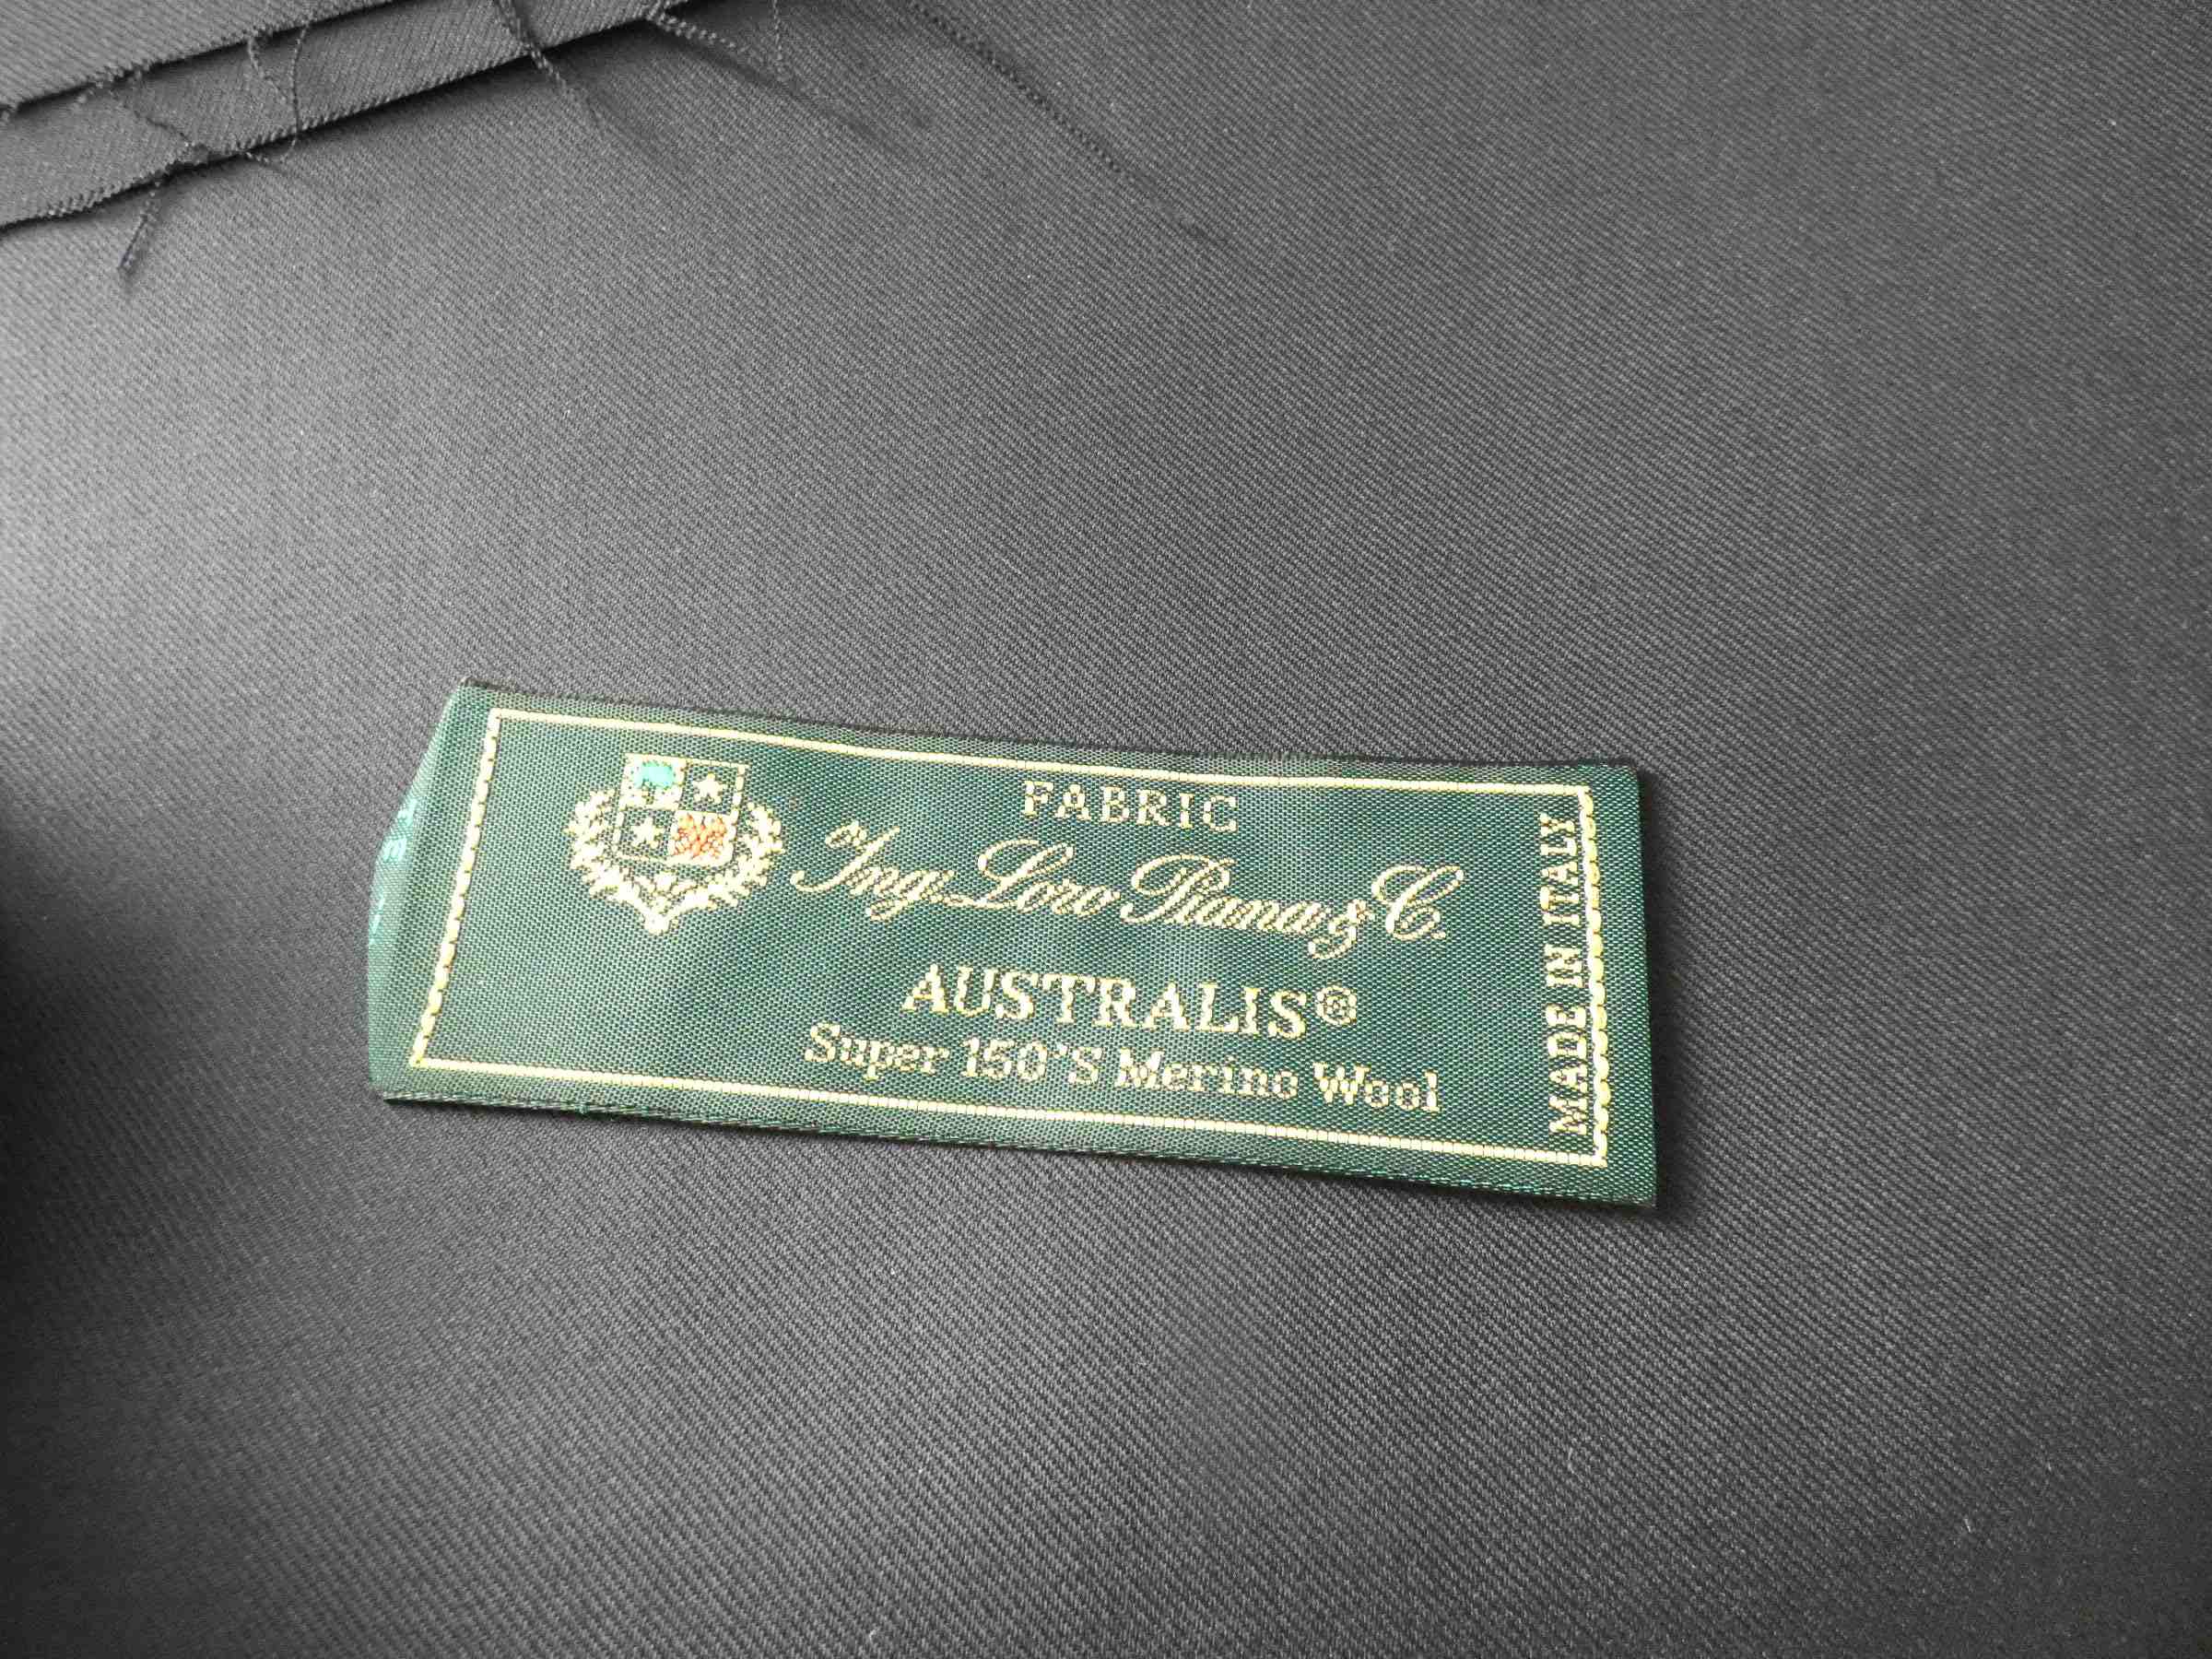 FABRIC
Ing. Loro Piana & C.
AUSTRALIS®
Super 150'S Merino Wool
MADE IN ITALY